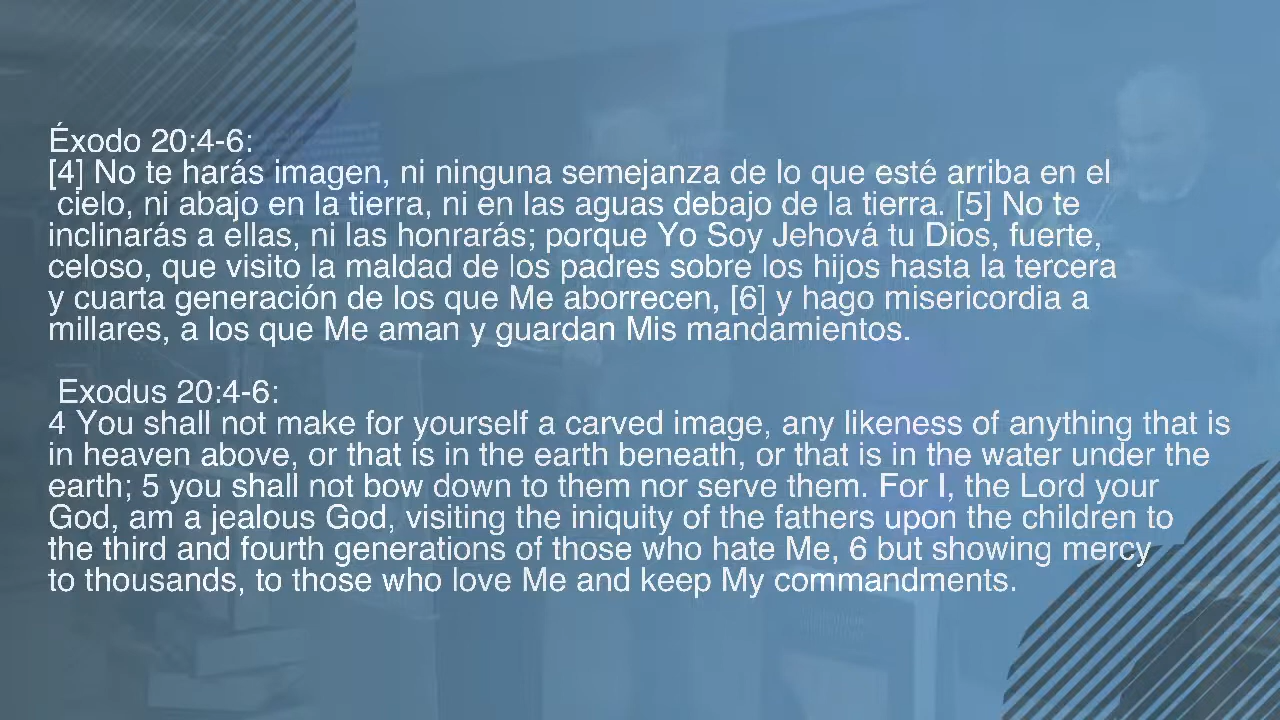 Éxodo 20:4-6:
[4] No te harás imagen, ni ninguna semejanza de lo que esté arriba en el
cielo, ni abajo en la tierra, ni en las aguas debajo de la tierra. [5] No te
inclinarás a ellas, ni las honrarás; porque Yo Soy Jehová tu Dios, fuerte,
celoso, que visito la maldad de los padres sobre los hijos hasta la tercera
y cuarta generación de los que Me aborrecen, [6] y hago misericordia a
millares, a los que Me aman y guardan Mis mandamientos.
Exodus 20:4-6:
4 You shall not make for yourself a carved image, any likeness of anything that is
in heaven above, or that is in the earth beneath, or that is in the water under the
earth; 5 you shall not bow down to them nor serve them. For I, the Lord your
God, am a jealous God, visiting the iniquity of the fathers upon the children to
the third and fourth generations of those who hate Me, 6 but showing mercy
to thousands, to those who love Me and keep My commandments.